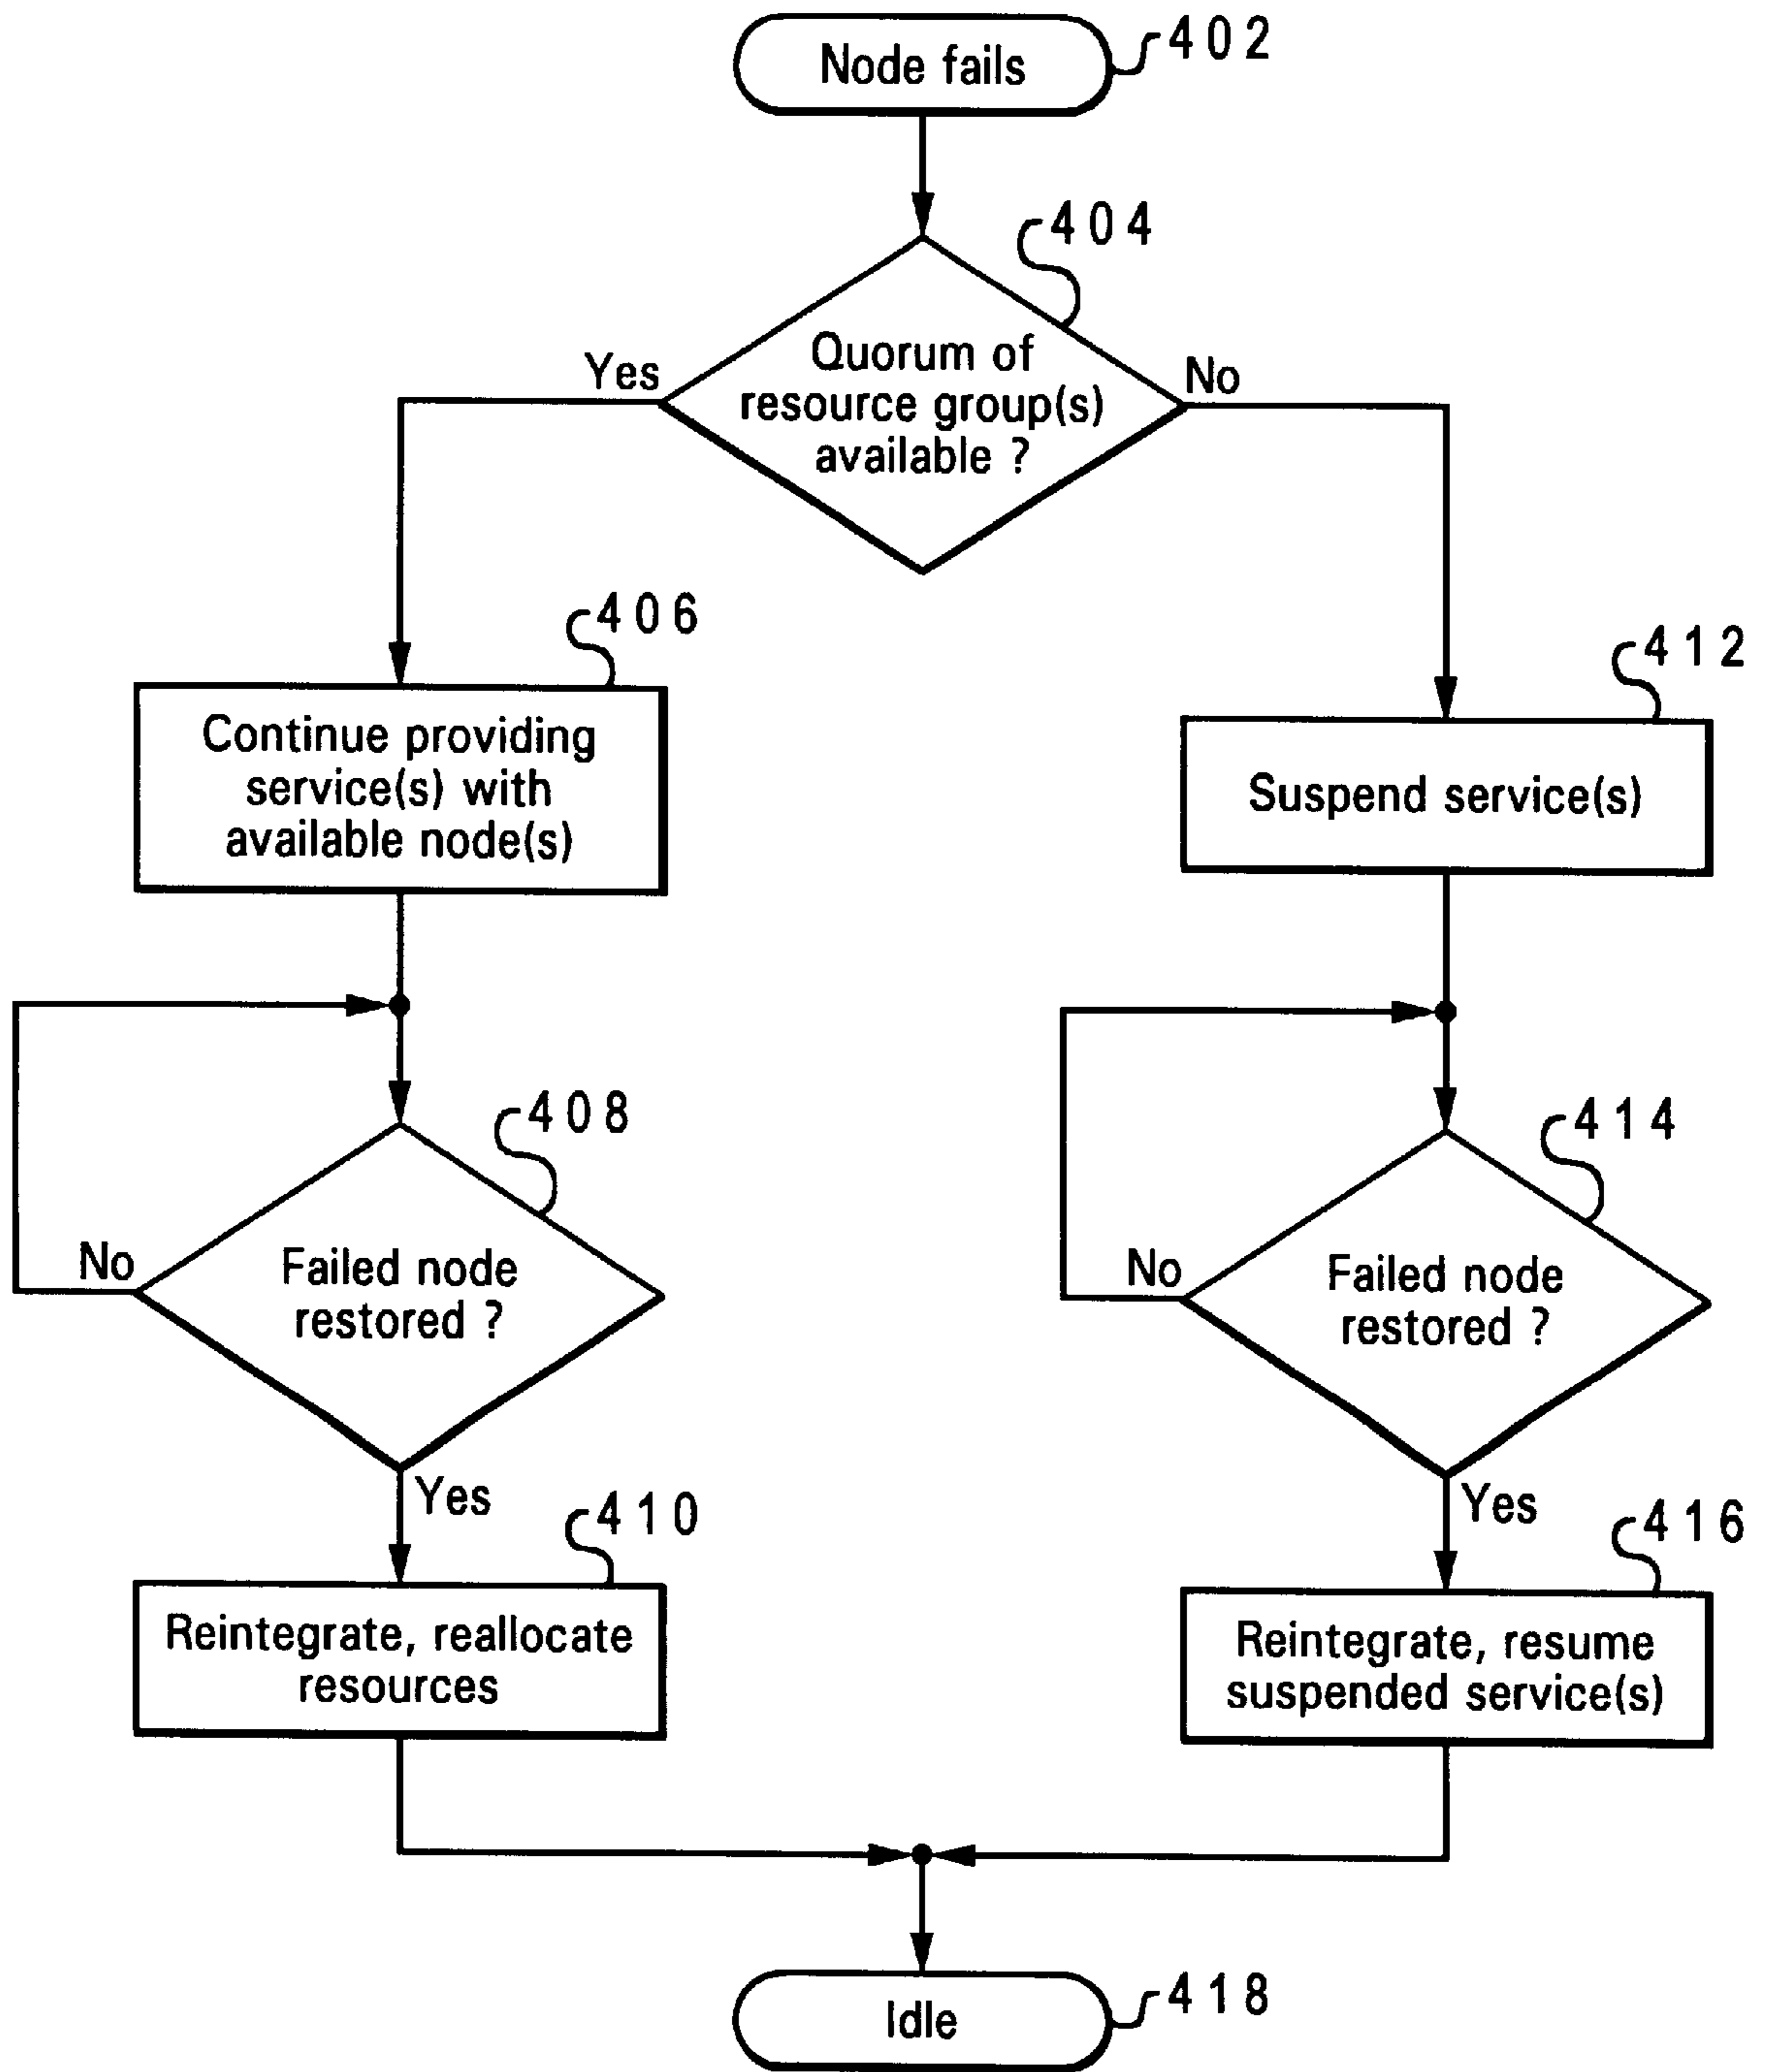 Node fails
402
404
Quorum of
resource group(s)
available ?
Yes
No
406
Continue providing
service(s) with
available node(s)
412
Suspend service(s)
408
Failed node
restored ?
No
Yes
414
Failed node
restored ?
No
Yes
410
Reintegrate, reallocate
resources
416
Reintegrate, resume
suspended service(s)
Idle
418